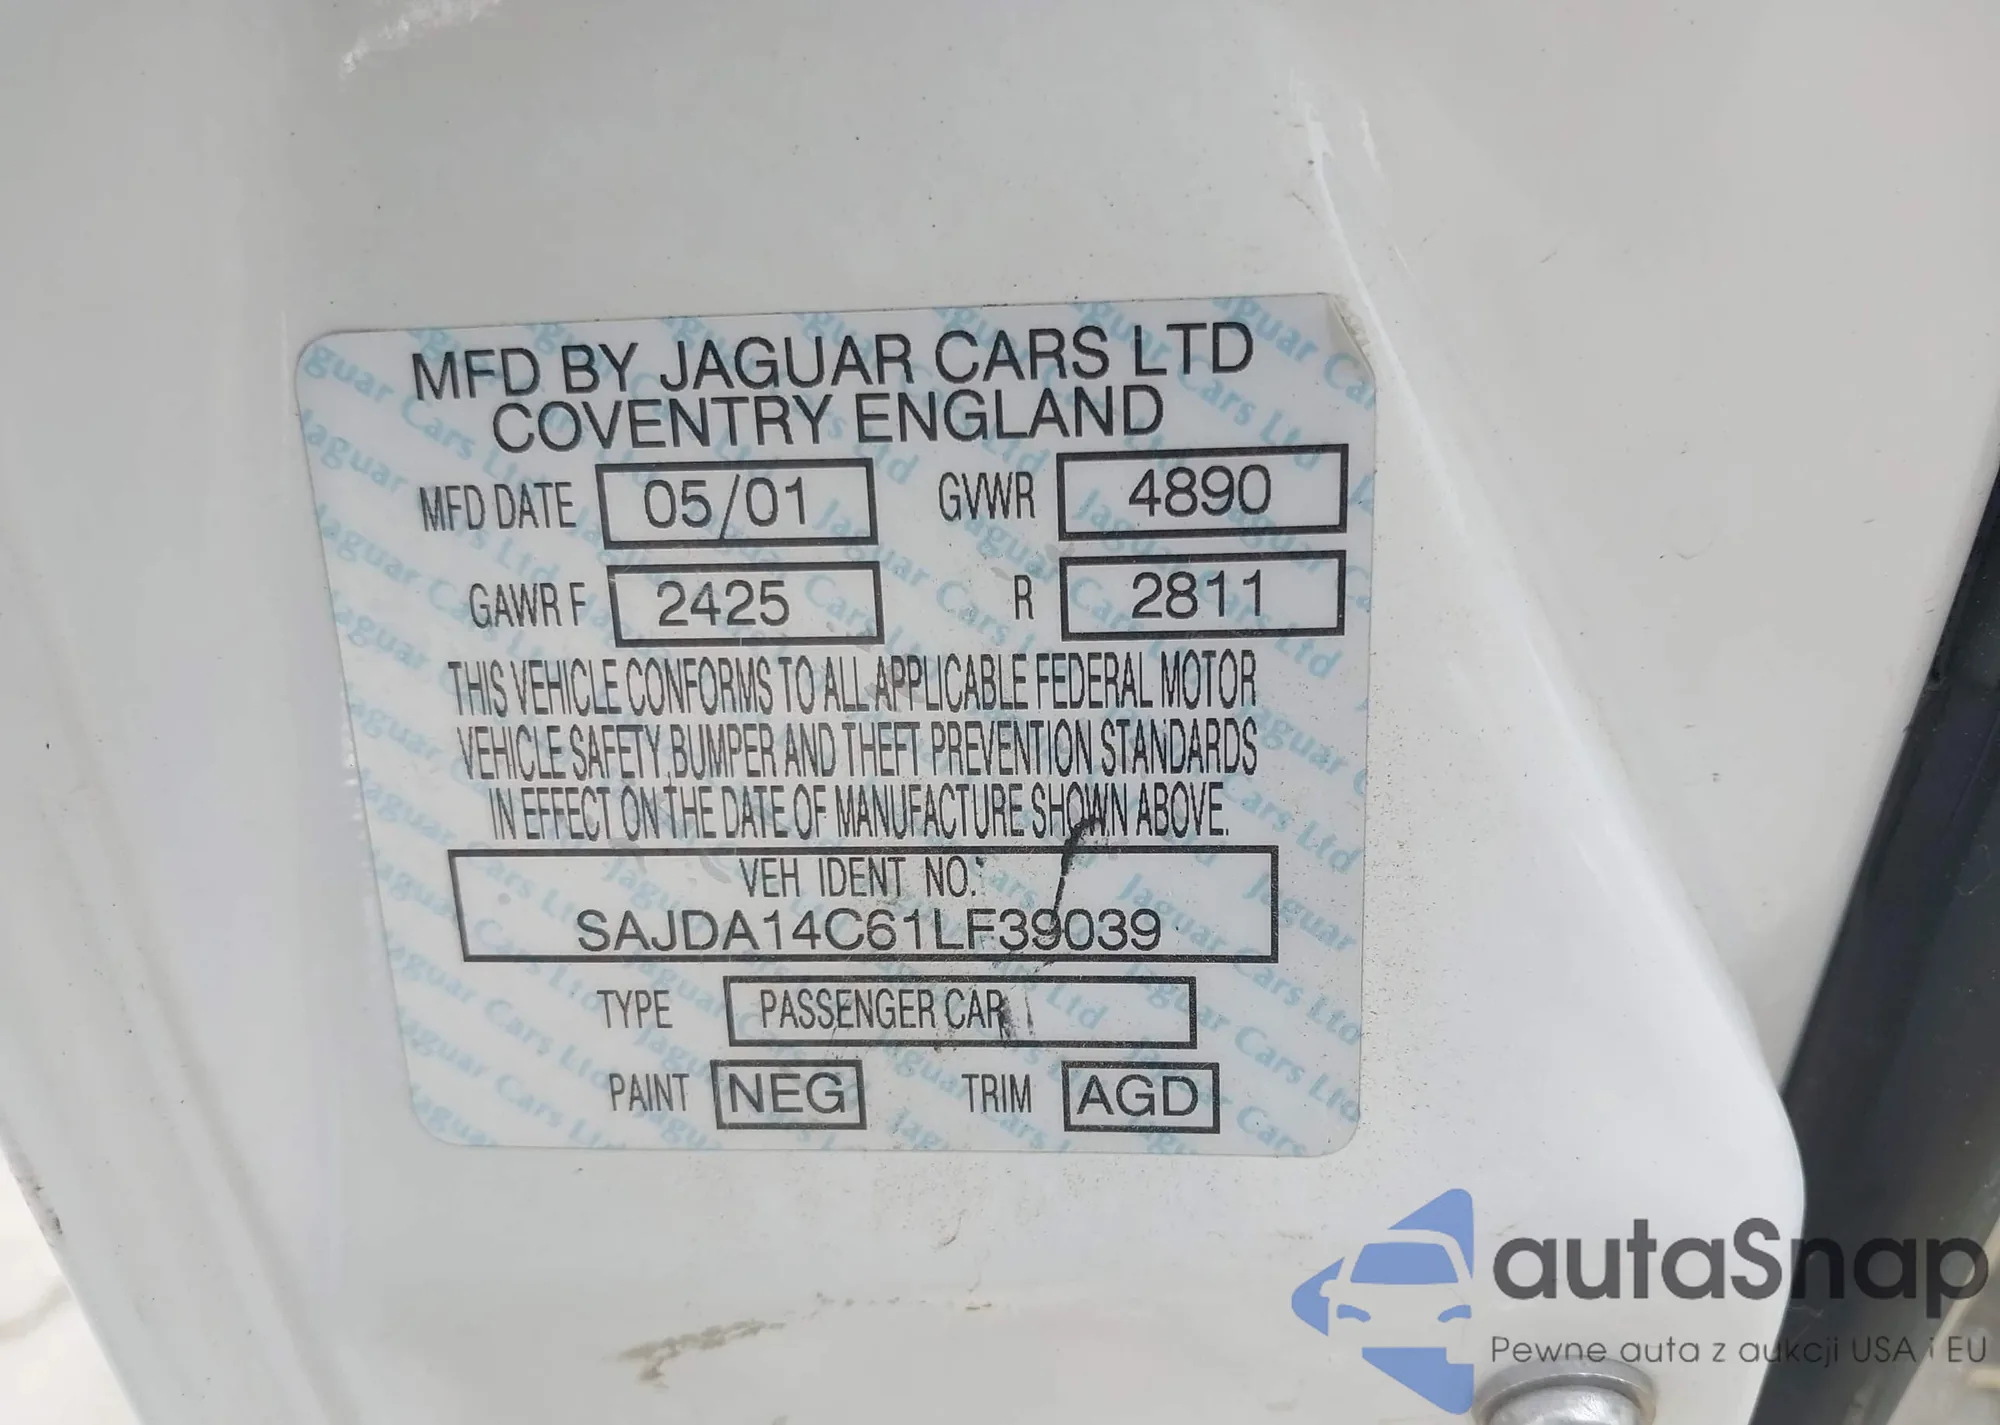 MFD BY JAGUAR CARS LTD
COVENTRY ENGLAND
MFD DATE 05/01 GVWR 4890
GAWR F 2425 R 2811
THIS VEHICLE CONFORMS TO ALL APPLICABLE FEDERAL MOTOR
VEHICLE SAFETY, BUMPER AND THEFT PREVENTION STANDARDS
IN EFFECT ON THE DATE OF MANUFACTURE SHOWN ABOVE.
VEH IDENT NO.
SAJDA14C61LF39039
TYPE PASSENGER CAR
PAINT NEG TRIM AGD
autaSnap
Pewne auta z aukcji USA i EU